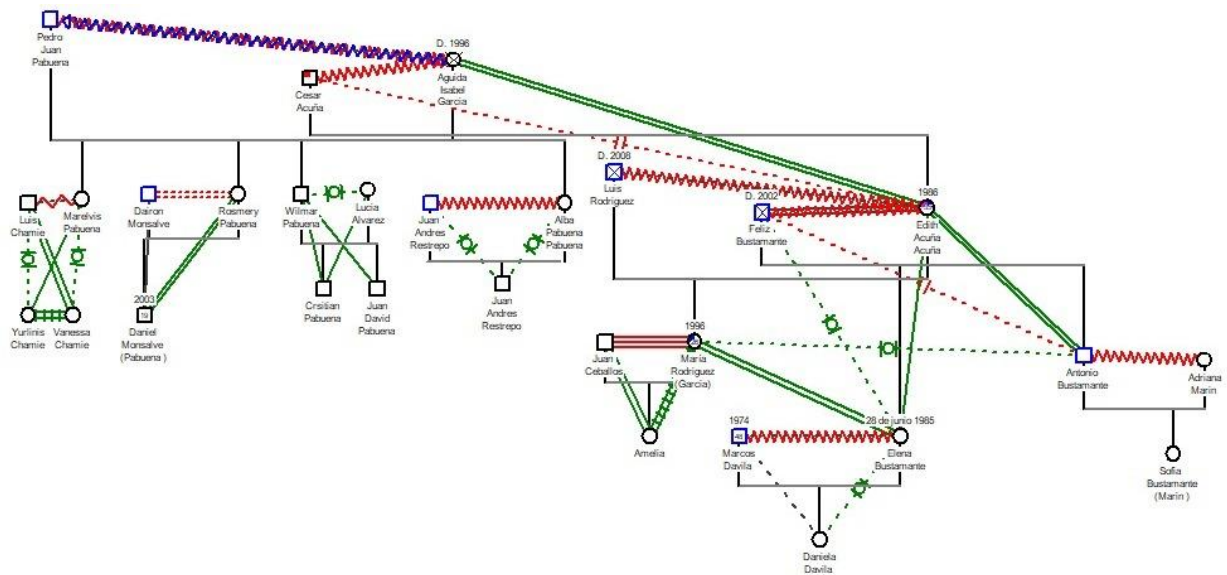 Pedro
Juan
Pabuena
D. 1996
Aguida
Isabel
Garcia
Cesar
Acuña
D. 2008
Luis
Rodriguez
1986
Edith
Acuña
Acuña
D. 2002
Feliz
Bustamante
Luis
Chamie
Marelvis
Pabuena
Dairon
Monsalve
Rosmery
Pabuena
Wilmar
Pabuena
Lucia
Alvarez
Juan
Andres
Restrepo
Alba
Pabuena
Pabuena
Yurlinis
Chamie
Vanessa
Chamie
2003
19
Daniel
Monsalve
(Pabuena )
Crsitian
Pabuena
Juan
David
Pabuena
Juan
Andres
Restrepo
Juan
Ceballos
1996
María
Rodriguez
(Garcia)
Antonio
Bustamante
Adriana
Marin
Amelia
1974
48
Marcos
Davila
28 de junio 1985
Elena
Bustamante
Sofia
Bustamante
(Marin )
Daniela
Davila